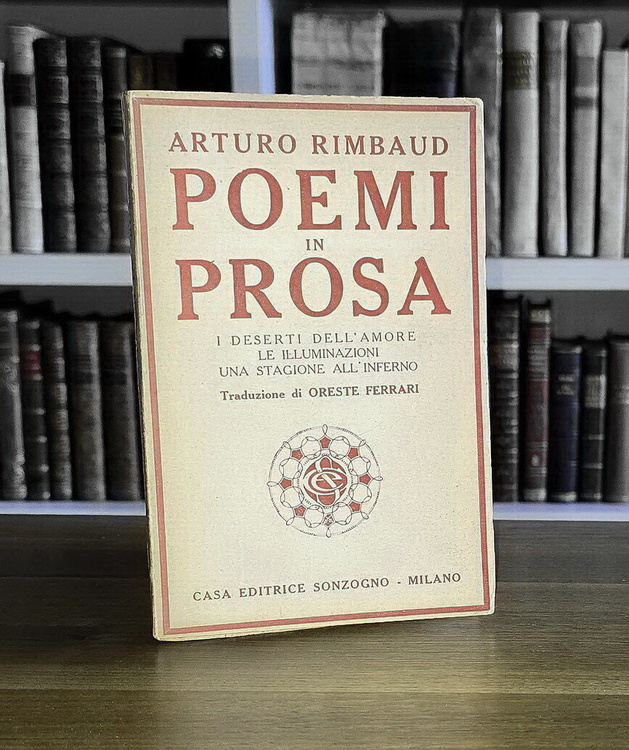 ARTURO RIMBAUD
POEMI
IN
PROSA
I DESERTI DELL'AMORE
LE ILLUMINAZIONI
UNA STAGIONE ALL'INFERNO
Traduzione di ORESTE FERRARI
CASA EDITRICE SONZOGNO - MILANO